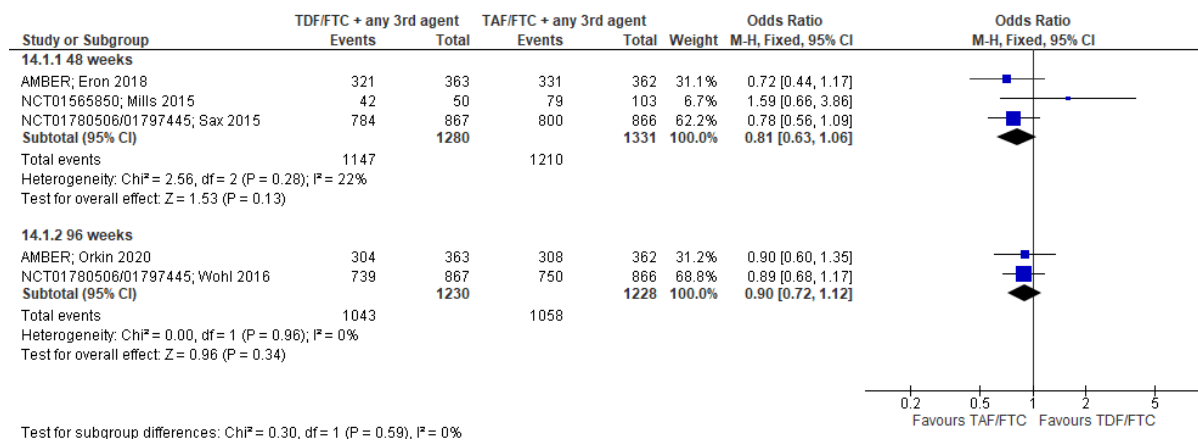 TDF/FTC + any 3rd agent TAF/FTC + any 3rd agent Odds Ratio Odds Ratio
Study or Subgroup Events Total Events Total Weight M-H, Fixed, 95% CI M-H, Fixed, 95% CI
14.1.1 48 weeks
AMBER; Eron 2018 321 363 331 362 31.1% 0.72 [0.44, 1.17]
NCT01565850; Mills 2015 42 50 79 103 6.7% 1.59 [0.66, 3.86]
NCT01780506/01797445; Sax 2015 784 867 800 866 62.2% 0.78 [0.56, 1.09]
Subtotal (95% CI) 1280 1331 100.0% 0.81 [0.63, 1.06]
Total events 1147 1210
Heterogeneity: Chi² = 2.56, df = 2 (P = 0.28); I² = 22%
Test for overall effect: Z = 1.53 (P = 0.13)
14.1.2 96 weeks
AMBER; Orkin 2020 304 363 308 362 31.2% 0.90 [0.60, 1.35]
NCT01780506/01797445; Wohl 2016 739 867 750 866 68.8% 0.89 [0.68, 1.17]
Subtotal (95% CI) 1230 1228 100.0% 0.90 [0.72, 1.12]
Total events 1043 1058
Heterogeneity: Chi² = 0.00, df = 1 (P = 0.96); I² = 0%
Test for overall effect: Z = 0.96 (P = 0.34)
0.2 0.5 1 2 5
Favours TAF/FTC Favours TDF/FTC
Test for subgroup differences: Chi² = 0.30, df = 1 (P = 0.59), I² = 0%